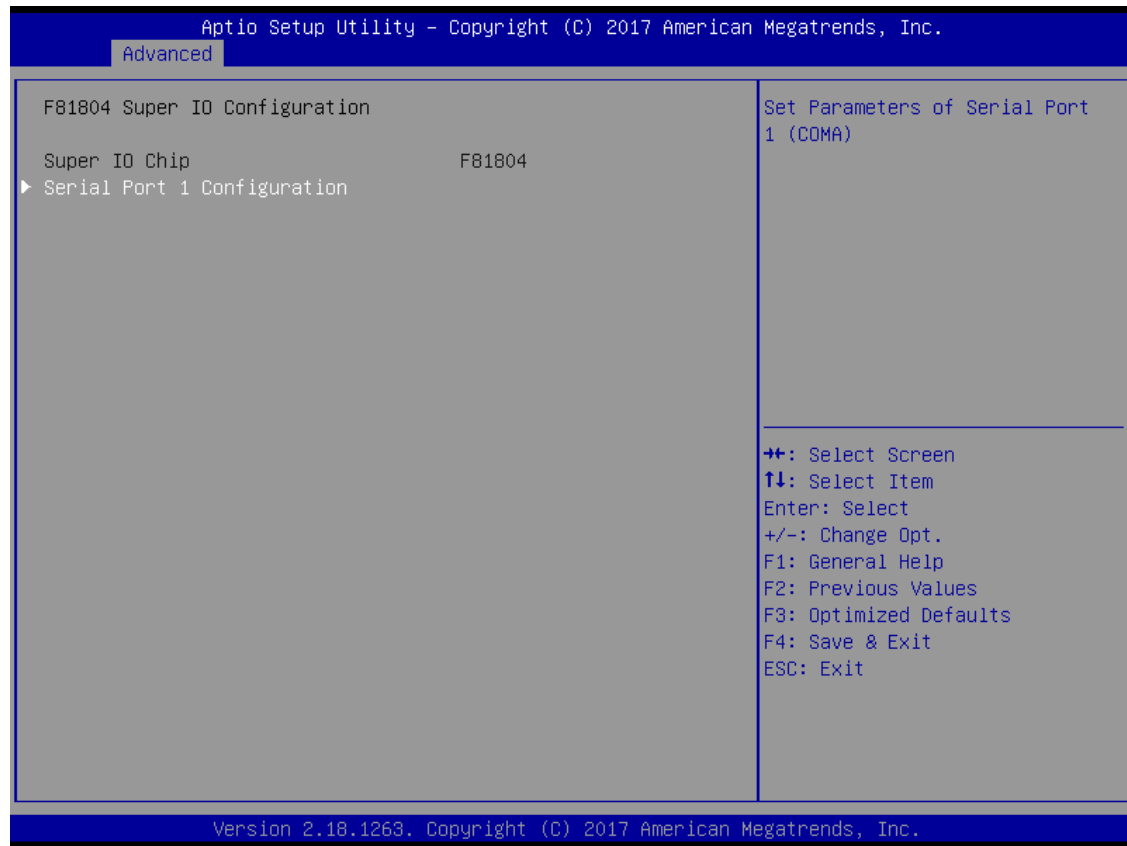 Aptio Setup Utility – Copyright (C) 2017 American Megatrends, Inc.
Advanced
F81804 Super IO Configuration
Super IO Chip F81804
Serial Port 1 Configuration
Set Parameters of Serial Port
1 (COMA)
→←: Select Screen
↑↓: Select Item
Enter: Select
+/-: Change Opt.
F1: General Help
F2: Previous Values
F3: Optimized Defaults
F4: Save & Exit
ESC: Exit
Version 2.18.1263. Copyright (C) 2017 American Megatrends, Inc.